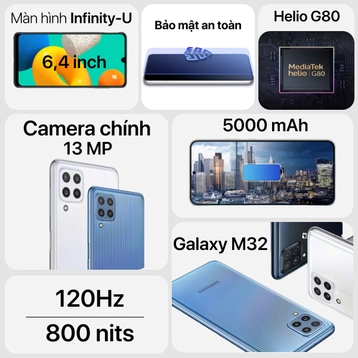 Màn hình Infinity-U
6,4 inch
Bảo mật an toàn
Helio G80
MediaTek
helio G80
Camera chính
13 MP
5000 mAh
Galaxy M32
SAMSUNG
120Hz
800 nits